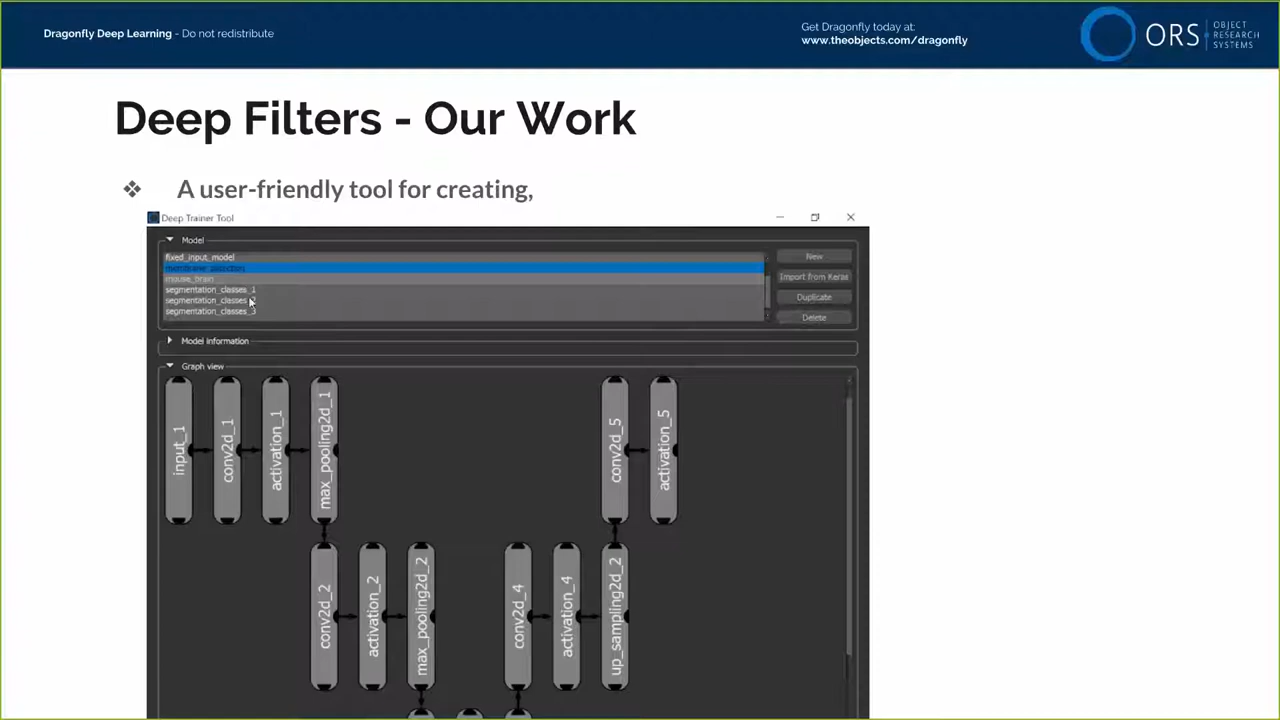 Dragonfly Deep Learning - Do not redistribute
Get Dragonfly today at:
www.theobjects.com/dragonfly
ORS
OBJECT
RESEARCH
SYSTEMS
Deep Filters - Our Work
❖ A user-friendly tool for creating,
Deep Trainer Tool
Model
fixed_input_model
mouse_brain
segmentation_classes_1
segmentation_classes_2
segmentation_classes_3
New
Import from Keras
Duplicate
Delete
Model information
Graph view
input_1
conv2d_1
activation_1
max_pooling2d_1
conv2d_5
activation_5
conv2d_2
activation_2
max_pooling2d_2
conv2d_4
activation_4
up_sampling2d_2